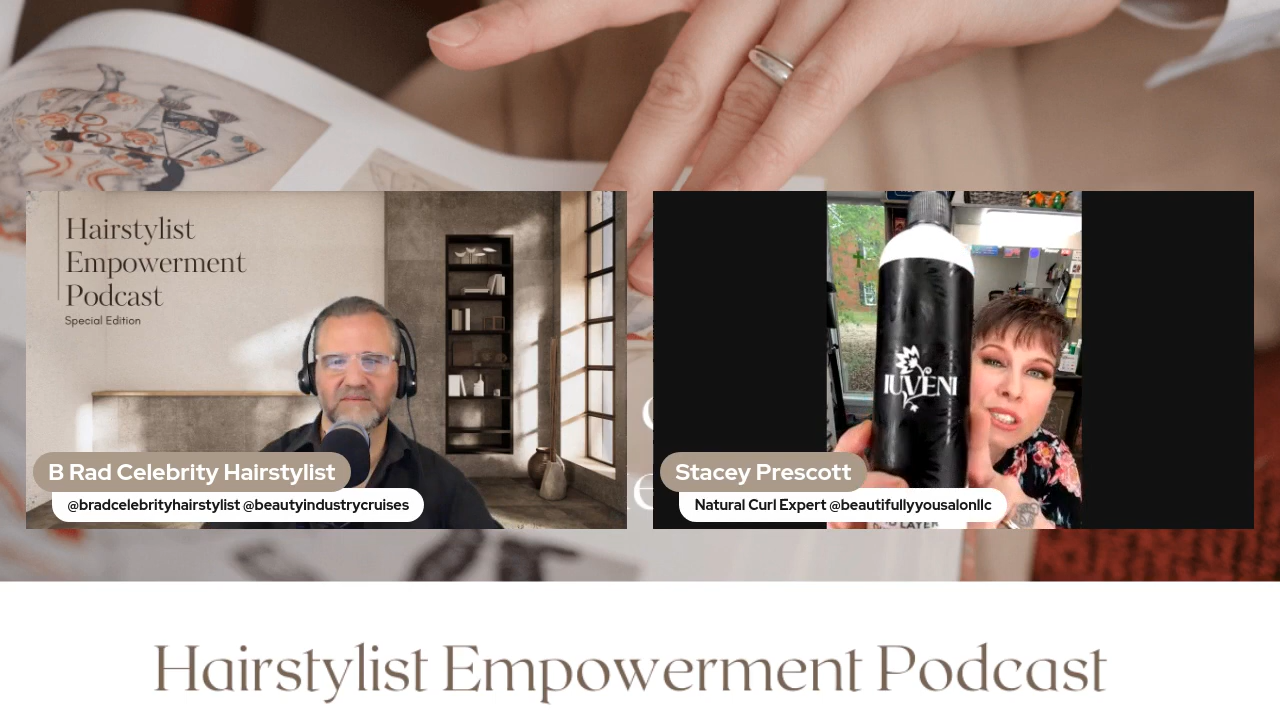 Hairstylist
Empowerment
Podcast
Special Edition
IUVENI
B Rad Celebrity Hairstylist
@bradcelebrityhairstylist @beautyindustrycruises
Stacey Prescott
Natural Curl Expert @beautifullyyousalonllc
LAYER
Hairstylist Empowerment Podcast